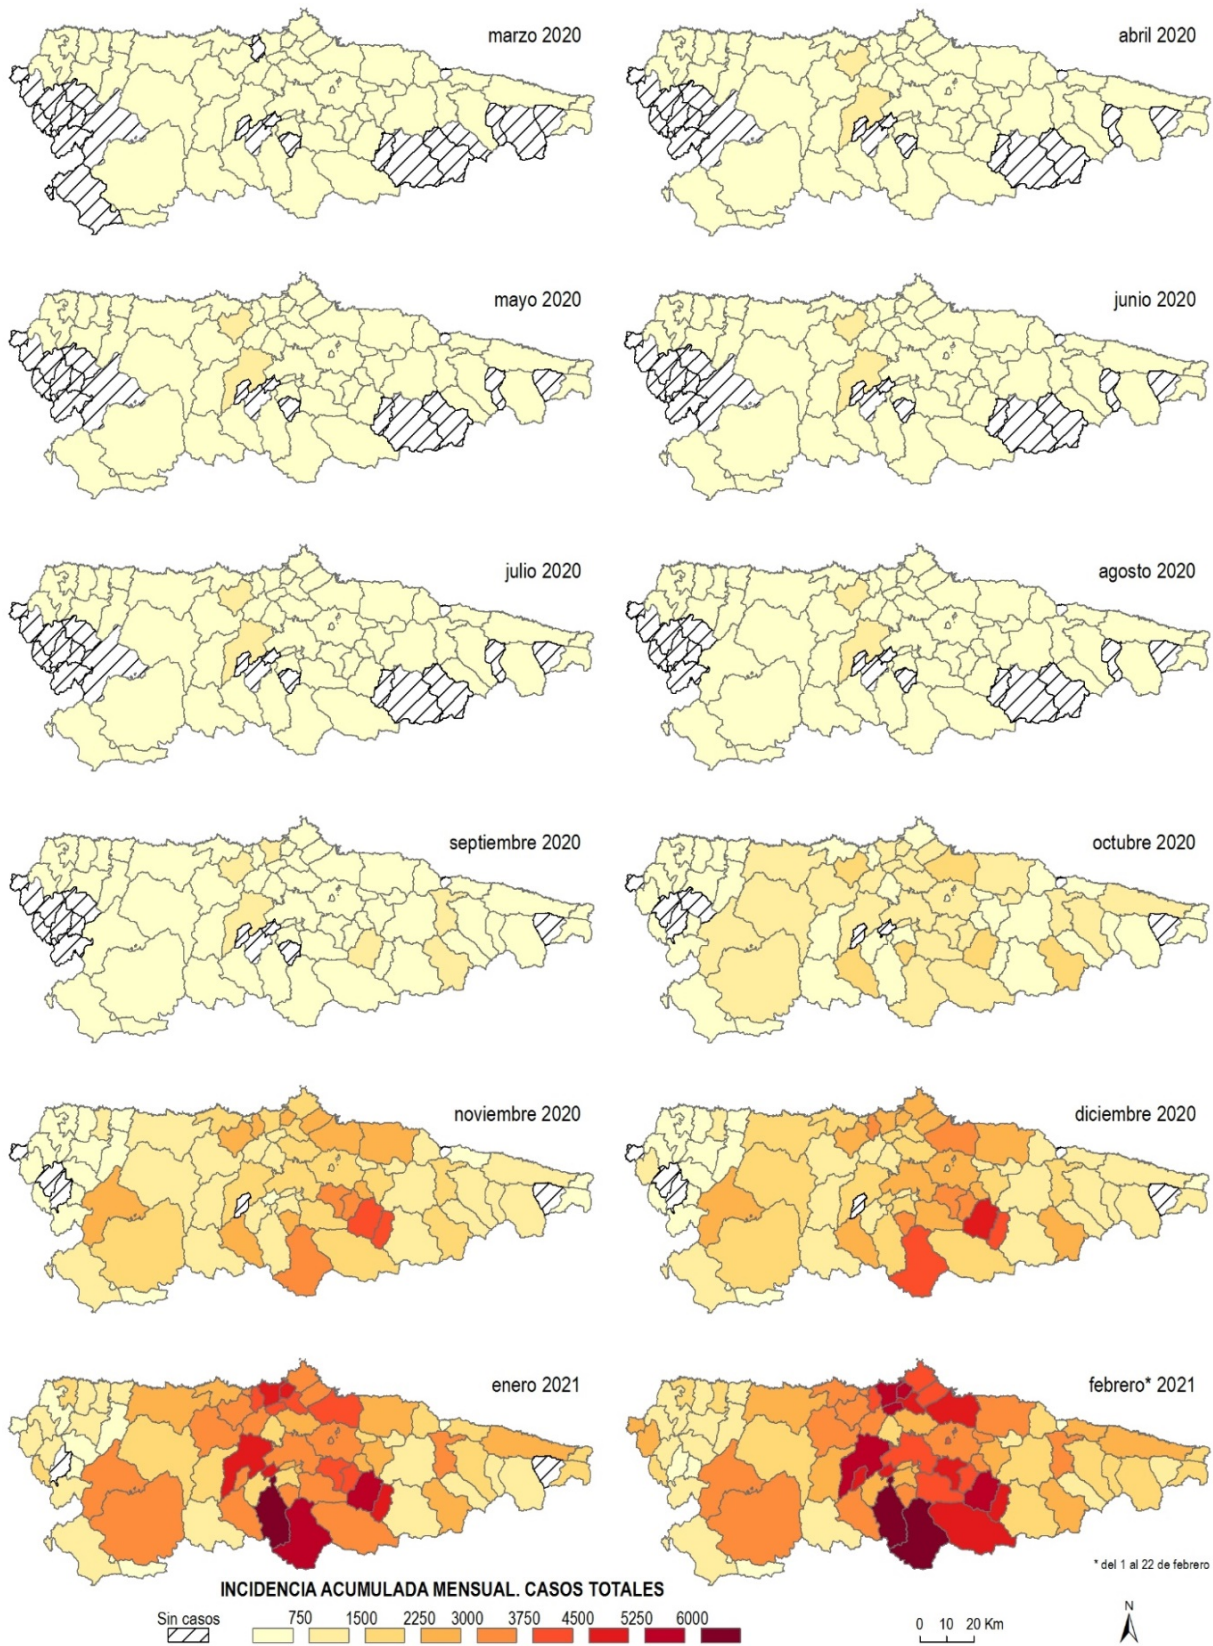 marzo 2020
abril 2020
mayo 2020
junio 2020
julio 2020
agosto 2020
septiembre 2020
octubre 2020
noviembre 2020
diciembre 2020
enero 2021
febrero* 2021
* del 1 al 22 de febrero
INCIDENCIA ACUMULADA MENSUAL. CASOS TOTALES
Sin casos 750 1500 2250 3000 3750 4500 5250 6000
N
0 10 20 Km